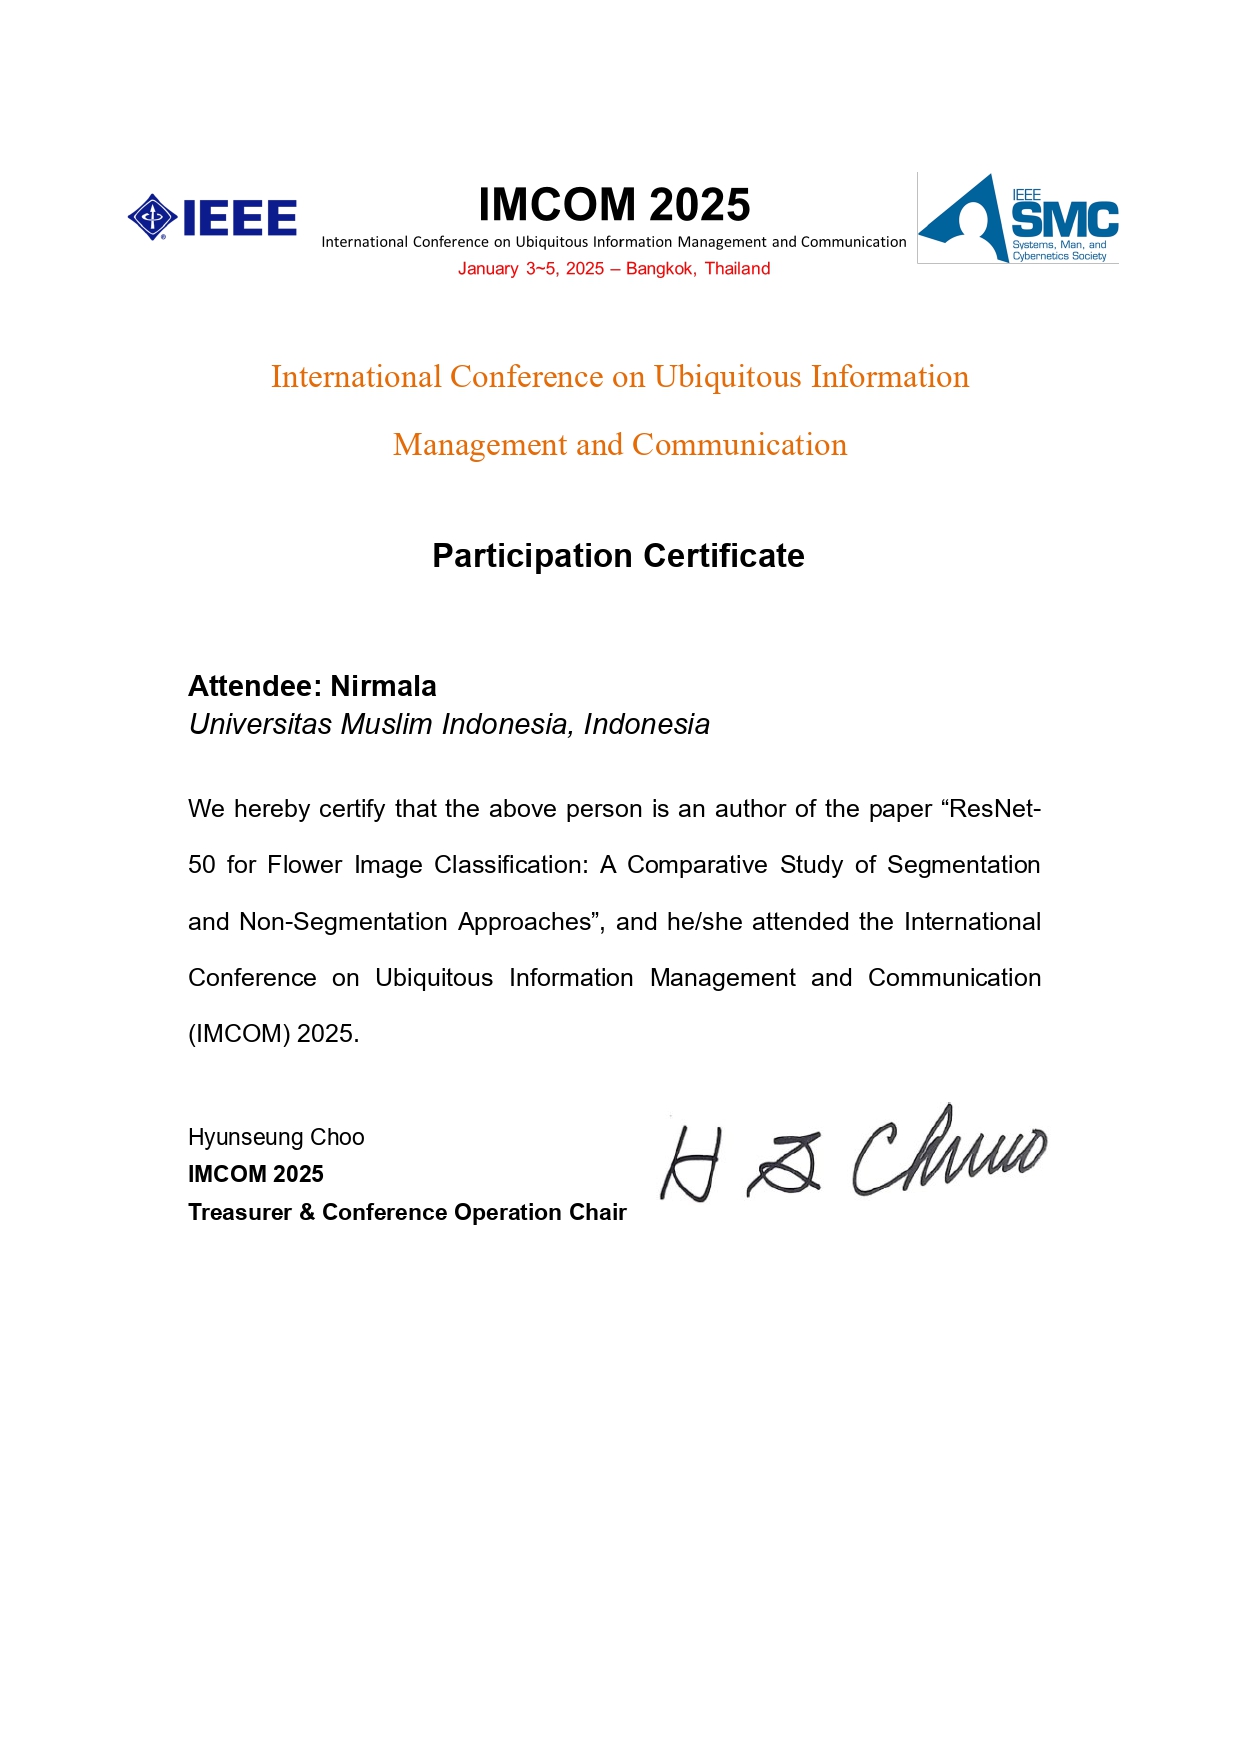 IEEE
IMCOM 2025
International Conference on Ubiquitous Information Management and Communication
January 3~5, 2025 – Bangkok, Thailand
IEEE
SMC
Systems, Man, and
Cybernetics Society
International Conference on Ubiquitous Information
Management and Communication
Participation Certificate
Attendee: Nirmala
Universitas Muslim Indonesia, Indonesia
We hereby certify that the above person is an author of the paper “ResNet-
50 for Flower Image Classification: A Comparative Study of Segmentation
and Non-Segmentation Approaches”, and he/she attended the International
Conference on Ubiquitous Information Management and Communication
(IMCOM) 2025.
Hyunseung Choo
IMCOM 2025
Treasurer & Conference Operation Chair
H S Choo